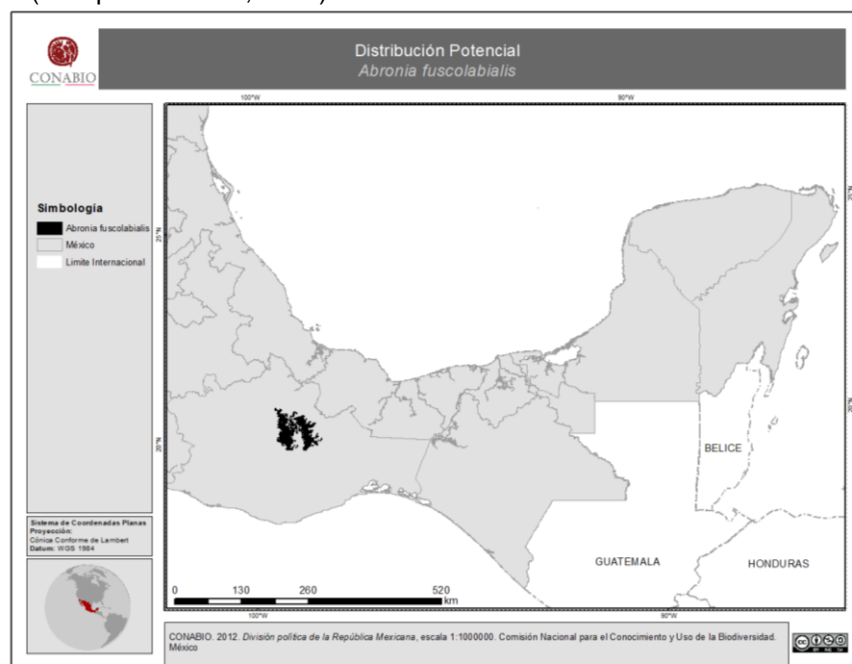 CONABIO
Distribución Potencial
Abronia fuscolabialis
100°W
90°W
Simbología
Abronia fuscolabialis
México
Limite Internacional
25°N
25°N
20°N
20°N
BELICE
GUATEMALA
HONDURAS
Sistema de Coordenadas Planas
Proyección:
Cónica Conforme de Lambert
Datum: WGS 1984
0 130 260 520
km
100°W
90°W
CONABIO. 2012. División política de la República Mexicana, escala 1:1000000. Comisión Nacional para el Conocimiento y Uso de la Biodiversidad.
México